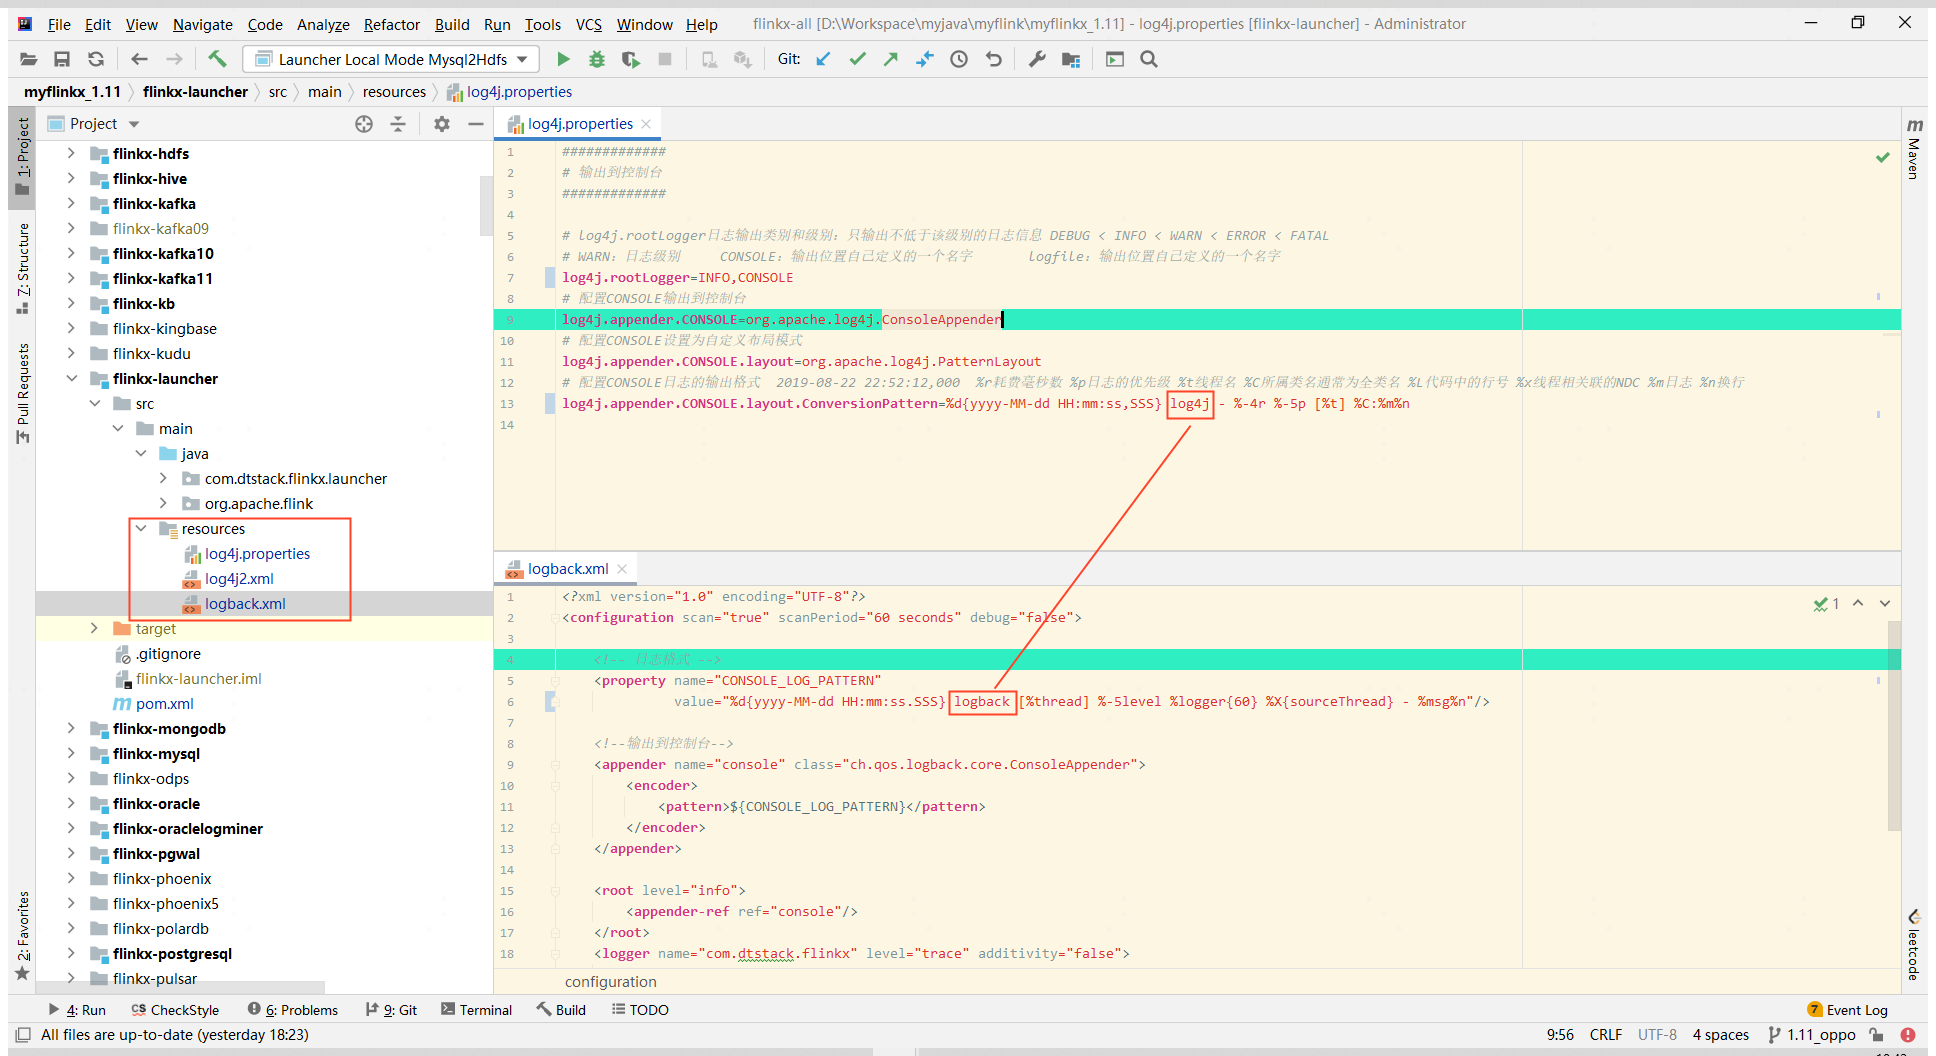 File Edit View Navigate Code Analyze Refactor Build Run Tools VCS Window Help flinkx-all [D:\Workspace\myjava\myflink\myflinkx_1.11] - log4j.properties [flinkx-launcher] - Administrator
Launcher Local Mode Mysql2Hdfs Git:
myflinkx_1.11 flinkx-launcher src main resources log4j.properties
1: Project
7: Structure
Pull Requests
2: Favorites
Project
flinkx-hdfs
flinkx-hive
flinkx-kafka
flinkx-kafka09
flinkx-kafka10
flinkx-kafka11
flinkx-kb
flinkx-kingbase
flinkx-kudu
flinkx-launcher
src
main
java
com.dtstack.flinkx.launcher
org.apache.flink
resources
log4j.properties
log4j2.xml
logback.xml
target
.gitignore
flinkx-launcher.iml
pom.xml
flinkx-mongodb
flinkx-mysql
flinkx-odps
flinkx-oracle
flinkx-oraclelogminer
flinkx-pgwal
flinkx-phoenix
flinkx-phoenix5
flinkx-polardb
flinkx-postgresql
flinkx-pulsar
log4j.properties
1 #############
2 # 输出到控制台
3 #############
4
5 # log4j.rootLogger日志输出类别和级别：只输出不低于该级别的日志信息 DEBUG < INFO < WARN < ERROR < FATAL
6 # WARN：日志级别 CONSOLE：输出位置自己定义的一个名字 logfile：输出位置自己定义的一个名字
7 log4j.rootLogger=INFO,CONSOLE
8 # 配置CONSOLE输出到控制台
9 log4j.appender.CONSOLE=org.apache.log4j.ConsoleAppender
10 # 配置CONSOLE设置为自定义布局模式
11 log4j.appender.CONSOLE.layout=org.apache.log4j.PatternLayout
12 # 配置CONSOLE日志的输出格式 2019-08-22 22:52:12,000 %r耗费毫秒数 %p日志的优先级 %t线程名 %C所属类名通常为全类名 %L代码中的行号 %x线程相关联的NDC %m日志 %n换行
13 log4j.appender.CONSOLE.layout.ConversionPattern=%d{yyyy-MM-dd HH:mm:ss,SSS} log4j - %-4r %-5p [%t] %C:%m%n
14
logback.xml
1 <?xml version="1.0" encoding="UTF-8"?>
2 <configuration scan="true" scanPeriod="60 seconds" debug="false">
3
4 <!-- 日志格式 -->
5 <property name="CONSOLE_LOG_PATTERN"
6 value="%d{yyyy-MM-dd HH:mm:ss.SSS} logback [%thread] %-5level %logger{60} %X{sourceThread} - %msg%n"/>
7
8 <!--输出到控制台-->
9 <appender name="console" class="ch.qos.logback.core.ConsoleAppender">
10 <encoder>
11 <pattern>${CONSOLE_LOG_PATTERN}</pattern>
12 </encoder>
13 </appender>
14
15 <root level="info">
16 <appender-ref ref="console"/>
17 </root>
18 <logger name="com.dtstack.flinkx" level="trace" additivity="false">
configuration
1
m Maven
leetcode
4: Run CheckStyle 6: Problems 9: Git Terminal Build TODO 7 Event Log
All files are up-to-date (yesterday 18:23) 9:56 CRLF UTF-8 4 spaces 1.11_oppo